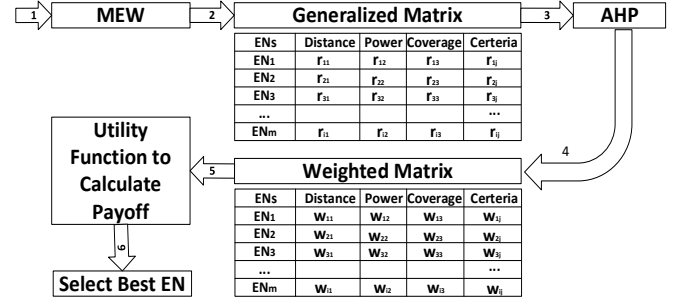 1 MEW 2 Generalized Matrix 3 AHP
ENs Distance Power Coverage Certeria
EN1 r11 r12 r13 r1j
EN2 r21 r22 r23 r2j
EN3 r31 r32 r33 r3j
... ...
ENm ri1 ri2 ri3 rij
4
Utility
Function to
Calculate
Payoff
5 Weighted Matrix
ENs Distance Power Coverage Certeria
EN1 w11 w12 w13 w1j
EN2 w21 w22 w23 w2j
EN3 w31 w32 w33 w3j
... ...
ENm wi1 wi2 wi3 wij
6
Select Best EN